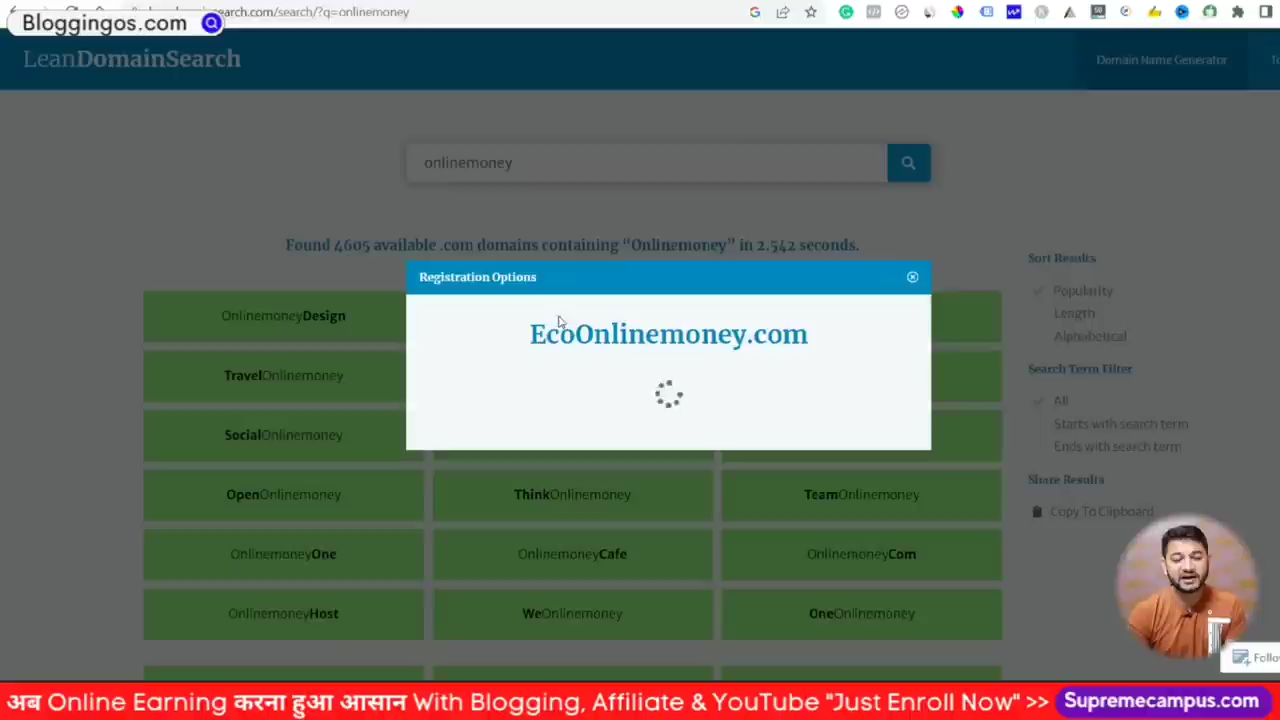 Bloggingos.com
search.com/search/?q=onlinemoney
LeanDomainSearch
Domain Name Generator
onlinemoney
Found 4605 available .com domains containing “Onlinemoney” in 2.542 seconds.
Registration Options
EcoOnlinemoney.com
OnlinemoneyDesign
TravelOnlinemoney
SocialOnlinemoney
OpenOnlinemoney
ThinkOnlinemoney
TeamOnlinemoney
OnlinemoneyOne
OnlinemoneyCafe
OnlinemoneyCom
OnlinemoneyHost
WeOnlinemoney
OneOnlinemoney
Sort Results
Popularity
Length
Alphabetical
Search Term Filter
All
Starts with search term
Ends with search term
Share Results
Copy To Clipboard
Follo
अब Online Earning करना हुआ आसान With Blogging, Affiliate & YouTube "Just Enroll Now" >>
Supremecampus.com